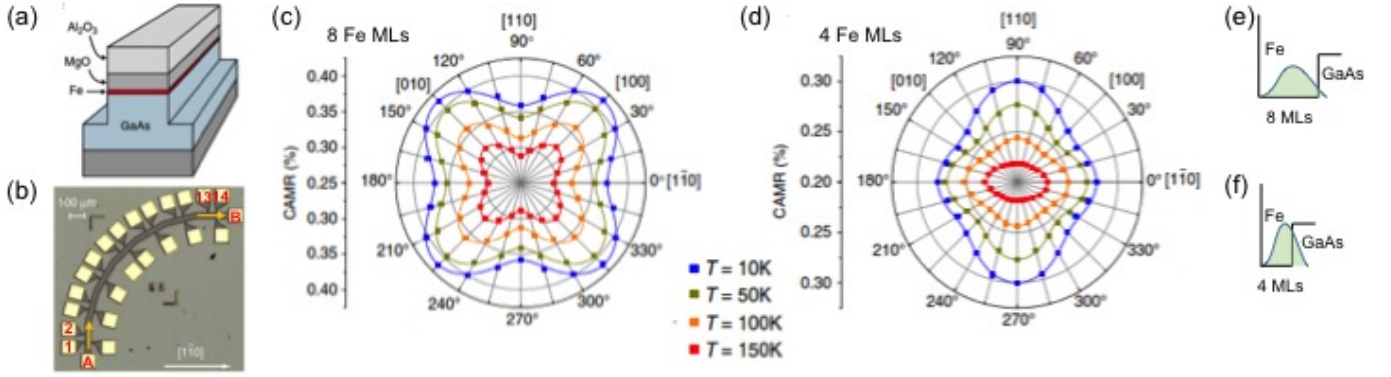 (a)
Al₂O₃
MgO
Fe
GaAs
(b)
100 μm
13 14
B
2
1
A
[11̄0]
(c)
8 Fe MLs
[110]
90°
120°
60°
[010]
[100]
150°
30°
180°
0° [11̄0]
210°
330°
240°
300°
270°
CAMR (%)
0.40
0.35
0.30
0.25
0.30
0.35
0.40
T = 10K
T = 50K
T = 100K
T = 150K
(d)
4 Fe MLs
[110]
90°
120°
60°
[010]
[100]
150°
30°
180°
0° [11̄0]
210°
330°
240°
300°
270°
CAMR (%)
0.30
0.25
0.20
0.25
0.30
(e)
Fe
GaAs
8 MLs
(f)
Fe
GaAs
4 MLs